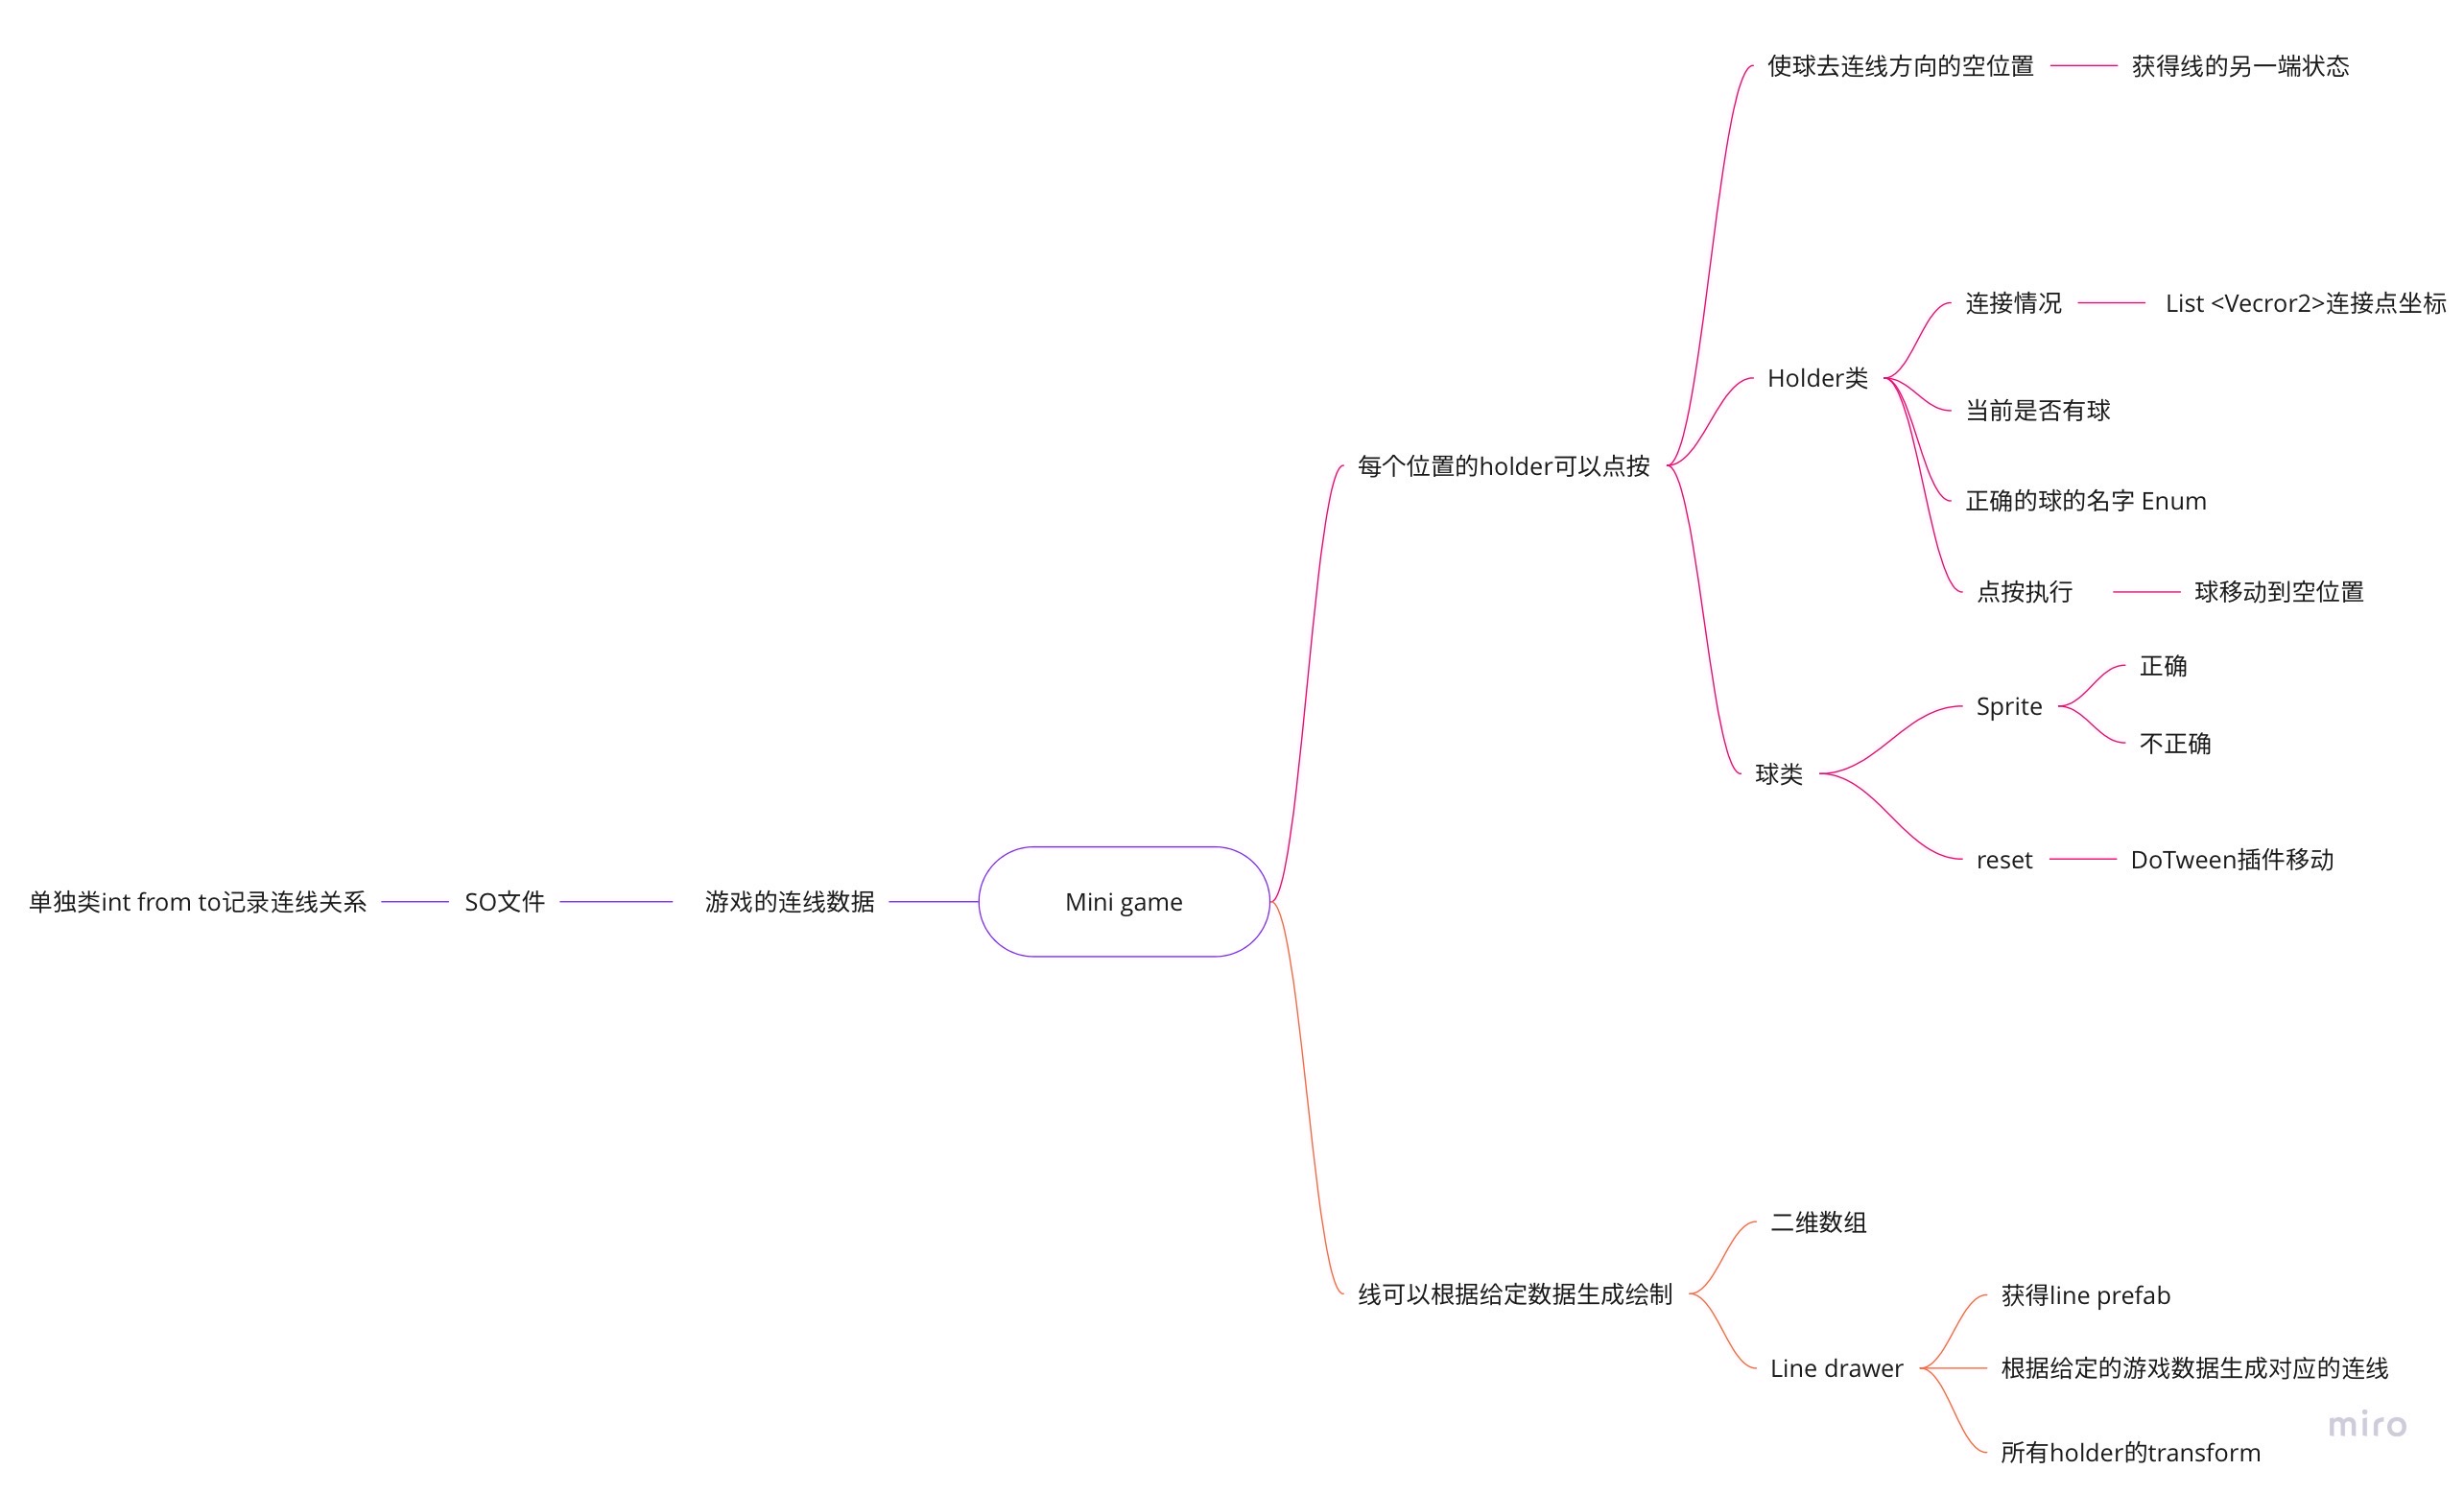 使球去连线方向的空位置
获得线的另一端状态
连接情况
List <Vecror2>连接点坐标
Holder类
当前是否有球
每个位置的holder可以点按
正确的球的名字 Enum
点按执行
球移动到空位置
正确
Sprite
不正确
球类
reset
DoTween插件移动
单独类int from to记录连线关系
SO文件
游戏的连线数据
Mini game
二维数组
线可以根据给定数据生成绘制
获得line prefab
Line drawer
根据给定的游戏数据生成对应的连线
所有holder的transform
miro